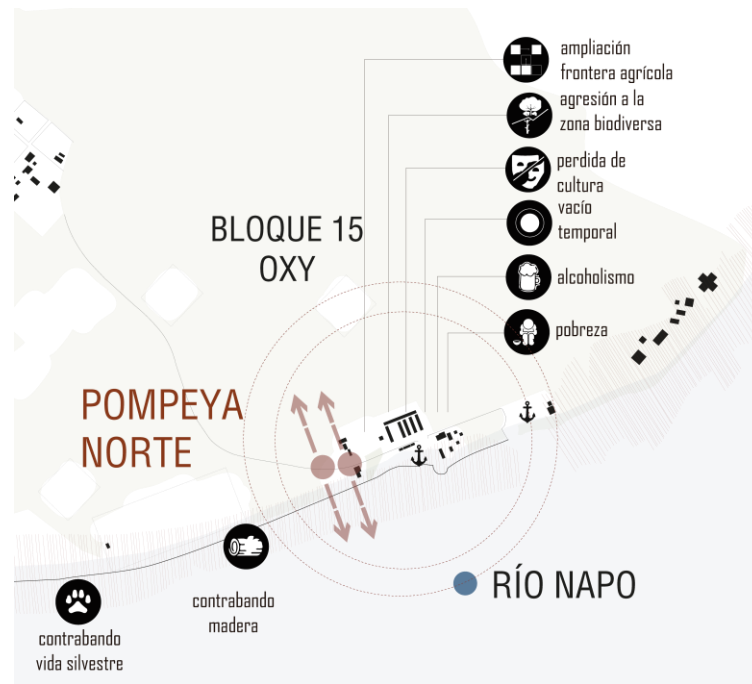 ampliación
frontera agrícola
agresión a la
zona biodiversa
perdida de
cultura
vacío
temporal
alcoholismo
pobreza
BLOQUE 15
OXY
POMPEYA
NORTE
RÍO NAPO
contrabando
madera
contrabando
vida silvestre